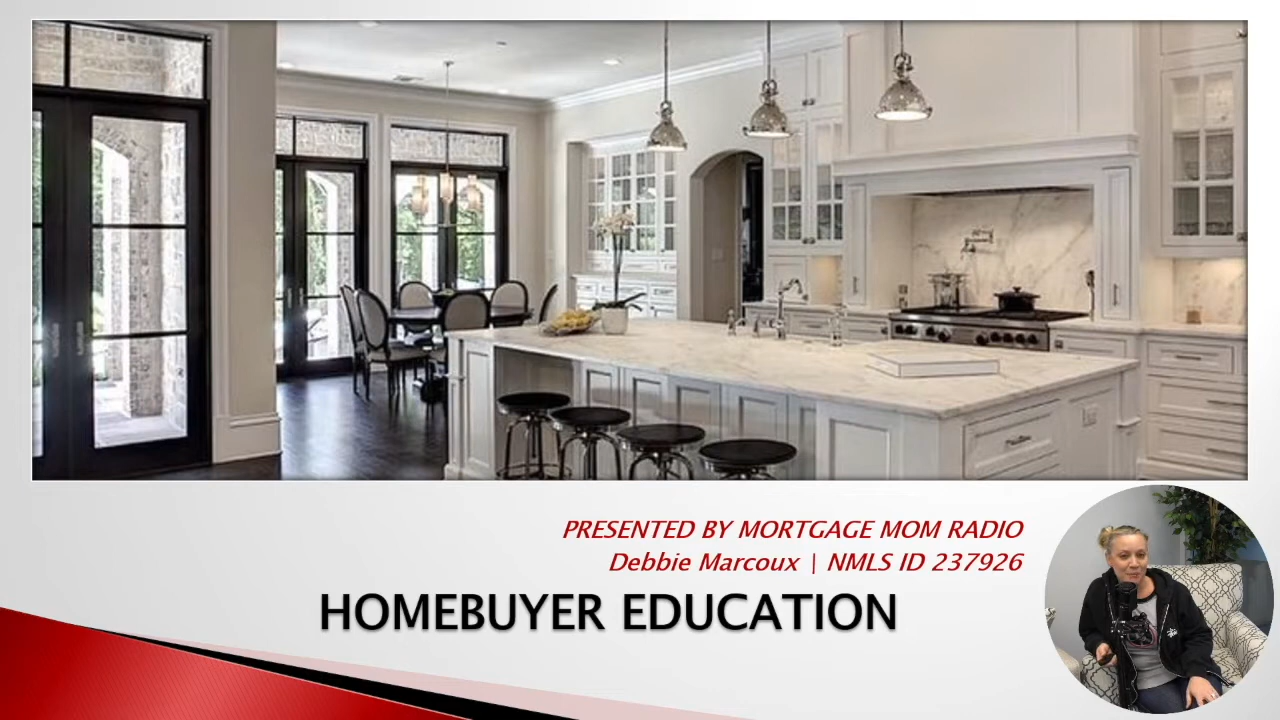 PRESENTED BY MORTGAGE MOM RADIO
Debbie Marcoux | NMLS ID 237926
HOMEBUYER EDUCATION